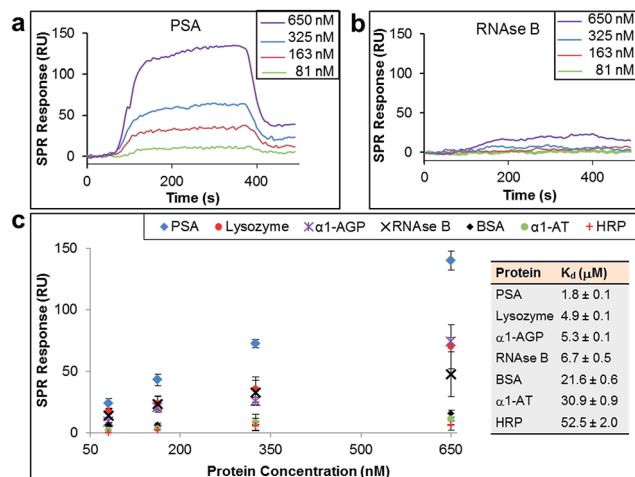 a
PSA
650 nM
325 nM
163 nM
81 nM
150
100
50
0
SPR Response (RU)
0 200 400
Time (s)
b
RNAse B
650 nM
325 nM
163 nM
81 nM
150
100
50
0
SPR Response (RU)
0 200 400
Time (s)
c
PSA Lysozyme α1-AGP RNAse B BSA α1-AT HRP
150
100
50
0
SPR Response (RU)
50 150 250 350 450 550 650
Protein Concentration (nM)
Protein Kd (μM)
PSA 1.8 ± 0.1
Lysozyme 4.9 ± 0.1
α1-AGP 5.3 ± 0.1
RNAse B 6.7 ± 0.5
BSA 21.6 ± 0.6
α1-AT 30.9 ± 0.9
HRP 52.5 ± 2.0